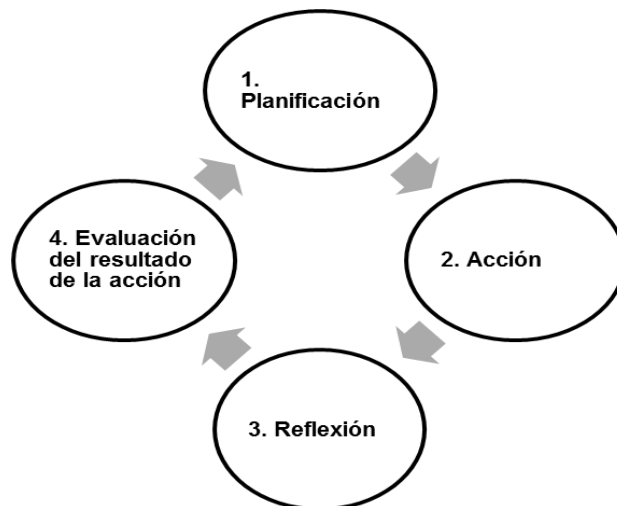 1.
Planificación
2. Acción
3. Reflexión
4. Evaluación
del resultado
de la acción